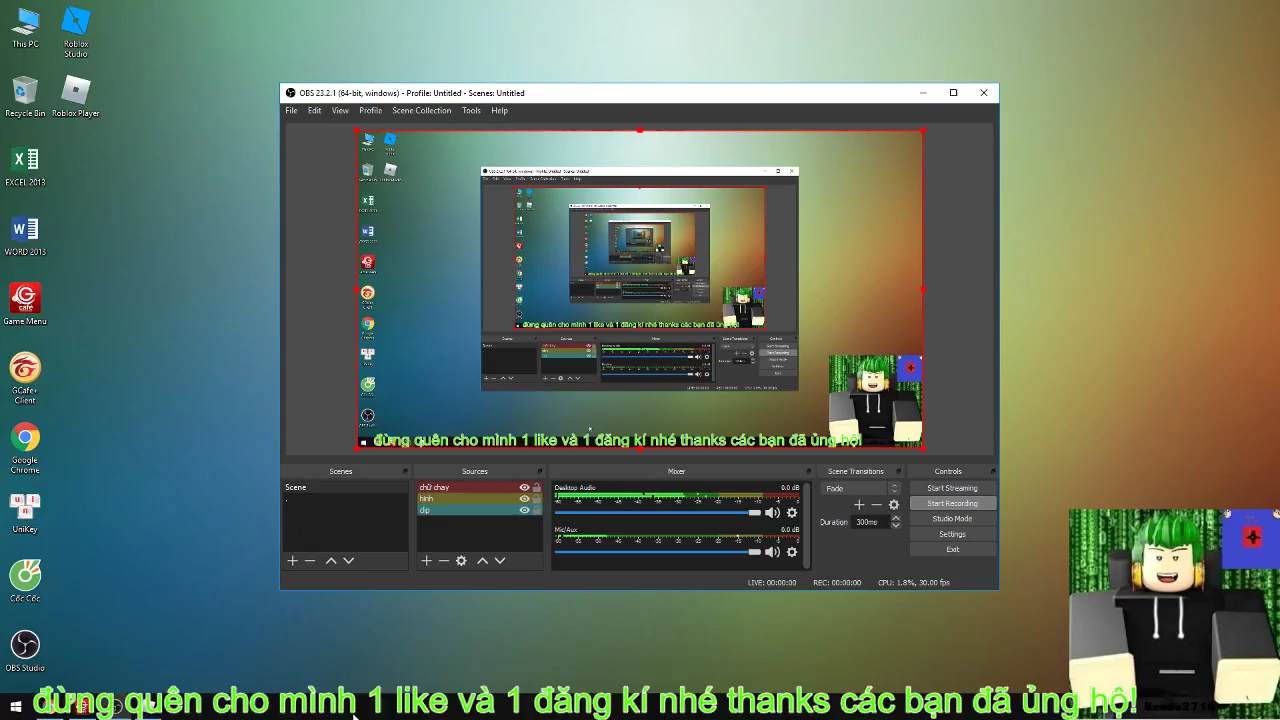 This PC
Roblox Studio
Recycle Bin
Roblox Player
EXCEL 2013
WORD 2013
Game Menu
GCafe+ Client
Google Chrome
UniKey
Cốc Cốc
OBS Studio
OBS 23.2.1 (64-bit, windows) - Profile: Untitled - Scenes: Untitled
File Edit View Profile Scene Collection Tools Help
đừng quên cho mình 1 like và 1 đăng kí nhé thanks các bạn đã ủng hộ!
Scenes
Scene
Sources
chữ chạy
hình
clip
Mixer
Desktop Audio 0.0 dB
Mic/Aux 0.0 dB
Scene Transitions
Fade
Duration 300ms
Controls
Start Streaming
Start Recording
Studio Mode
Settings
Exit
LIVE: 00:00:00 REC: 00:00:00 CPU: 1.8%, 30.00 fps
đừng quên cho mình 1 like và 1 đăng kí nhé thanks các bạn đã ủng hộ!